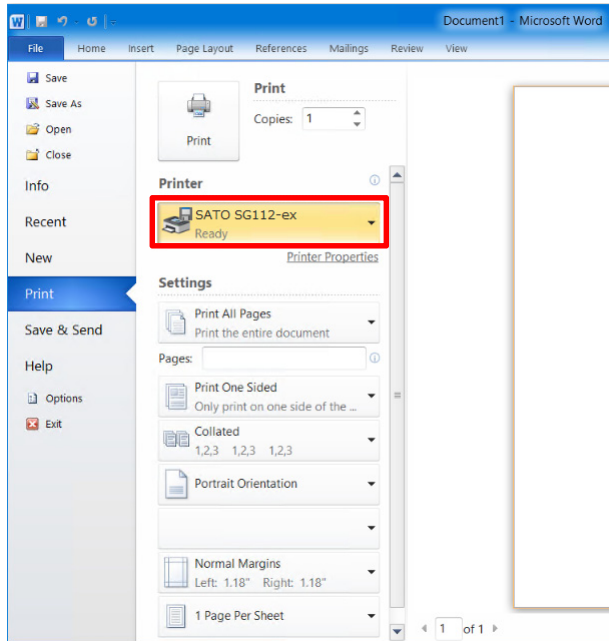 Document1 - Microsoft Word
File Home Insert Page Layout References Mailings Review View
Save
Save As
Open
Close
Info
Recent
New
Print
Save & Send
Help
Options
Exit
Print
Print
Copies: 1
Printer
SATO SG112-ex
Ready
Printer Properties
Settings
Print All Pages
Print the entire document
Pages:
Print One Sided
Only print on one side of the ...
Collated
1,2,3 1,2,3 1,2,3
Portrait Orientation
Normal Margins
Left: 1.18" Right: 1.18"
1 Page Per Sheet
1 of 1